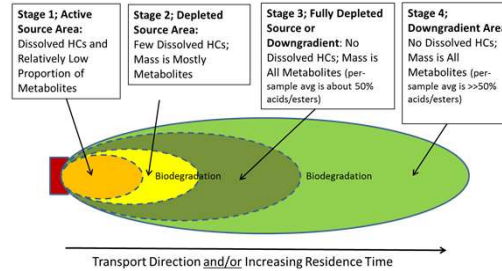 Stage 1; Active
Source Area:
Dissolved HCs and
Relatively Low
Proportion of
Metabolites
Stage 2; Depleted
Source Area:
Few Dissolved HCs;
Mass is Mostly
Metabolites
Stage 3; Fully Depleted
Source or
Downgradient: No
Dissolved HCs; Mass is
All Metabolites (per-
sample avg is about 50%
acids/esters)
Stage 4;
Downgradient Area:
No Dissolved HCs;
Mass is All
Metabolites (per-
sample avg is >>50%
acids/esters)
Biodegradation
Biodegradation
Transport Direction and/or Increasing Residence Time